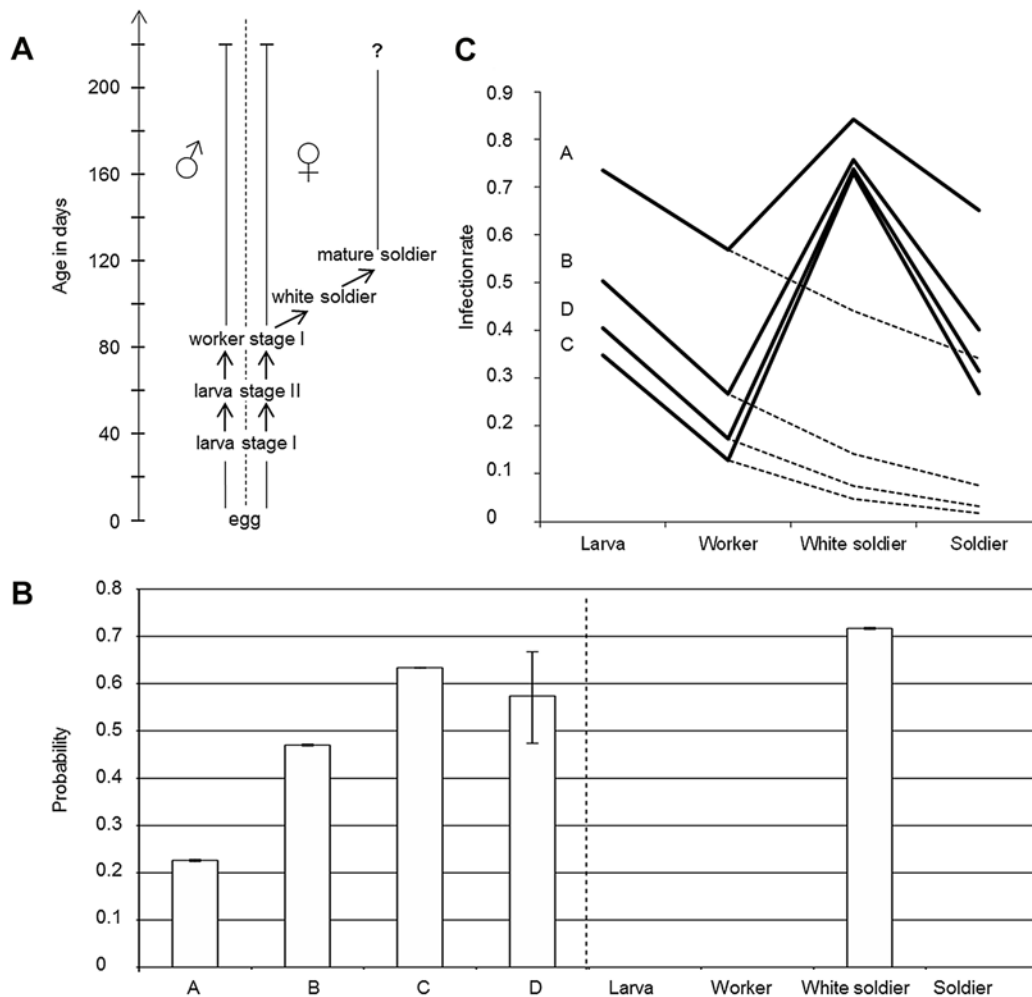 A
Age in days
200
160
120
80
40
0
♂
♀
?
mature soldier
white soldier
worker stage I
larva stage II
larva stage I
egg
C
Infection rate
0.9
0.8
0.7
0.6
0.5
0.4
0.3
0.2
0.1
0
A
B
D
C
Larva Worker White soldier Soldier
B
Probability
0.8
0.7
0.6
0.5
0.4
0.3
0.2
0.1
0
A B C D Larva Worker White soldier Soldier